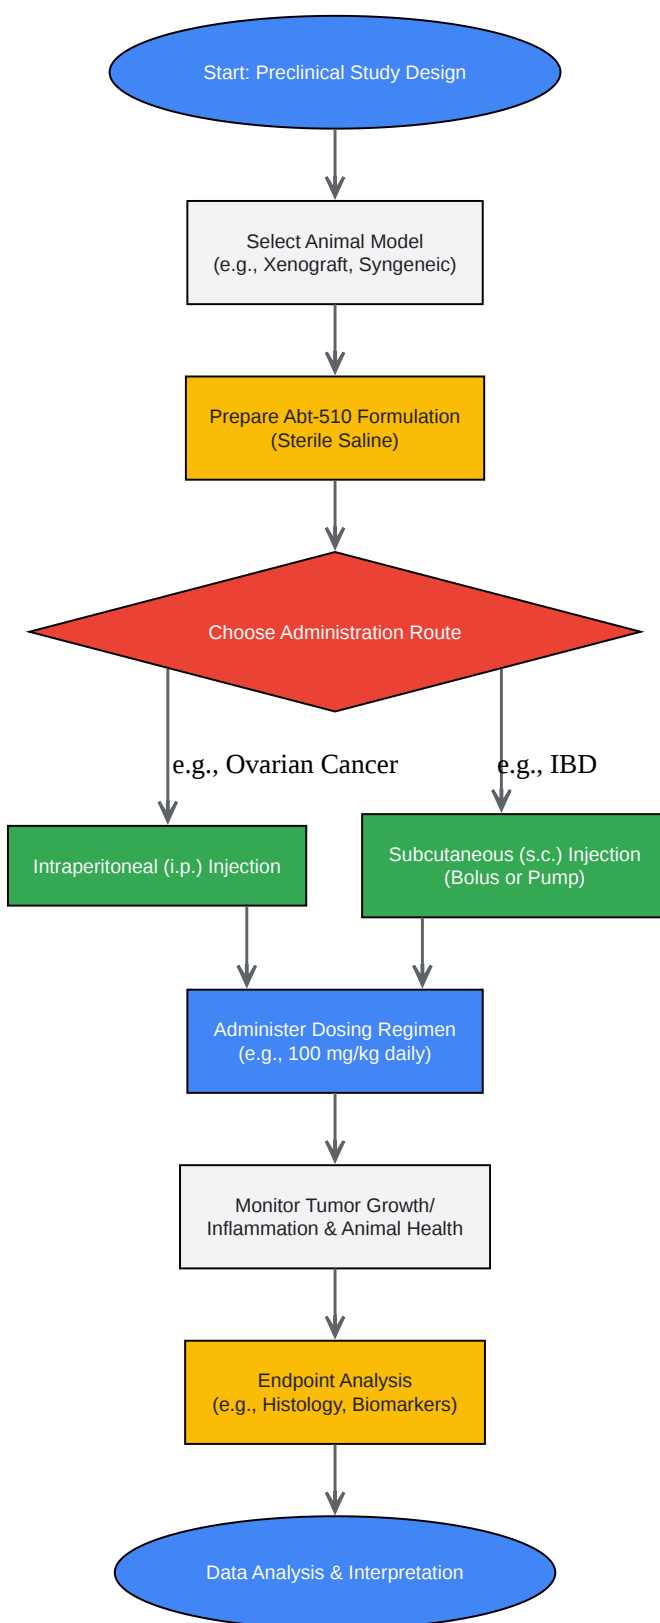 Start: Preclinical Study Design
Select Animal Model
(e.g., Xenograft, Syngeneic)
Prepare Abt-510 Formulation
(Sterile Saline)
Choose Administration Route
e.g., Ovarian Cancer
e.g., IBD
Intraperitoneal (i.p.) Injection
Subcutaneous (s.c.) Injection
(Bolus or Pump)
Administer Dosing Regimen
(e.g., 100 mg/kg daily)
Monitor Tumor Growth/
Inflammation & Animal Health
Endpoint Analysis
(e.g., Histology, Biomarkers)
Data Analysis & Interpretation